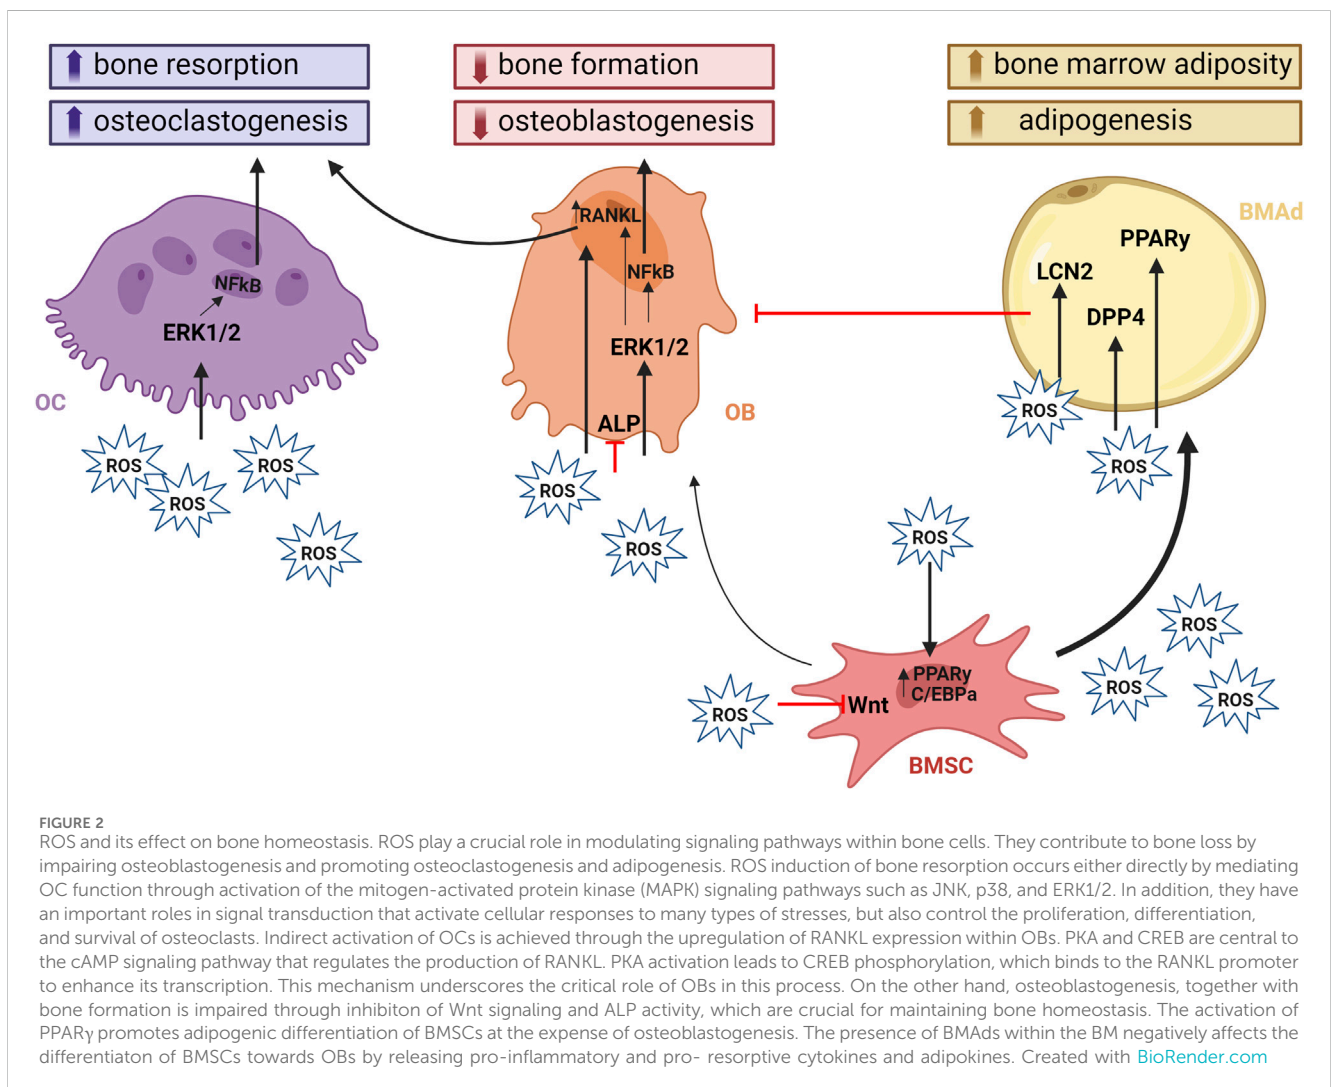 bone resorption
osteoclastogenesis
bone formation
osteoblastogenesis
bone marrow adiposity
adipogenesis
NFkB
ERK1/2
OC
ROS
ROS
ROS
ROS
RANKL
NFkB
ERK1/2
ALP
OB
ROS
ROS
BMAd
PPARy
LCN2
DPP4
ROS
ROS
ROS
ROS
Wnt
PPARy
C/EBPa
BMSC
ROS
ROS
ROS
FIGURE 2
ROS and its effect on bone homeostasis. ROS play a crucial role in modulating signaling pathways within bone cells. They contribute to bone loss by
impairing osteoblastogenesis and promoting osteoclastogenesis and adipogenesis. ROS induction of bone resorption occurs either directly by mediating
OC function through activation of the mitogen-activated protein kinase (MAPK) signaling pathways such as JNK, p38, and ERK1/2. In addition, they have
an important roles in signal transduction that activate cellular responses to many types of stresses, but also control the proliferation, differentiation,
and survival of osteoclasts. Indirect activation of OCs is achieved through the upregulation of RANKL expression within OBs. PKA and CREB are central to
the cAMP signaling pathway that regulates the production of RANKL. PKA activation leads to CREB phosphorylation, which binds to the RANKL promoter
to enhance its transcription. This mechanism underscores the critical role of OBs in this process. On the other hand, osteoblastogenesis, together with
bone formation is impaired through inhibiton of Wnt signaling and ALP activity, which are crucial for maintaining bone homeostasis. The activation of
PPARγ promotes adipogenic differentiation of BMSCs at the expense of osteoblastogenesis. The presence of BMAds within the BM negatively affects the
differentiaton of BMSCs towards OBs by releasing pro-inflammatory and pro- resorptive cytokines and adipokines. Created with BioRender.com